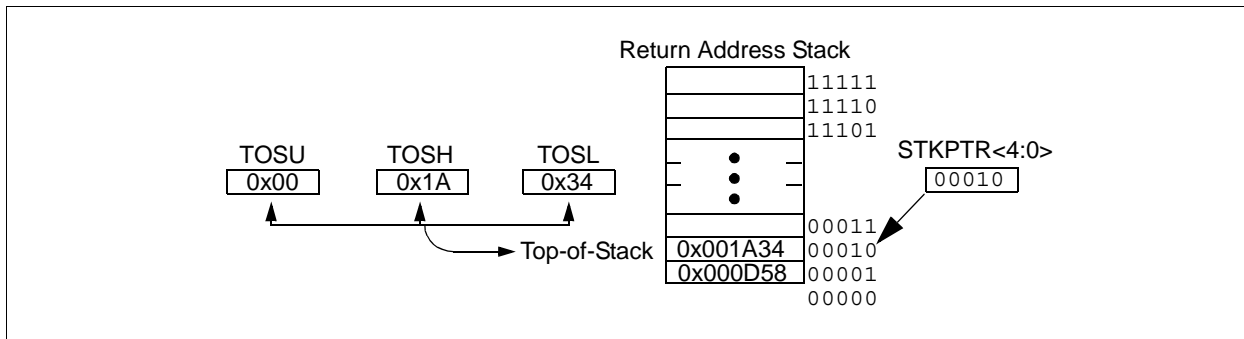 Return Address Stack
11111
11110
11101
TOSU TOSH TOSL STKPTR<4:0>
0x00 0x1A 0x34 00010
00011
Top-of-Stack 0x001A34 00010
0x000D58 00001
00000